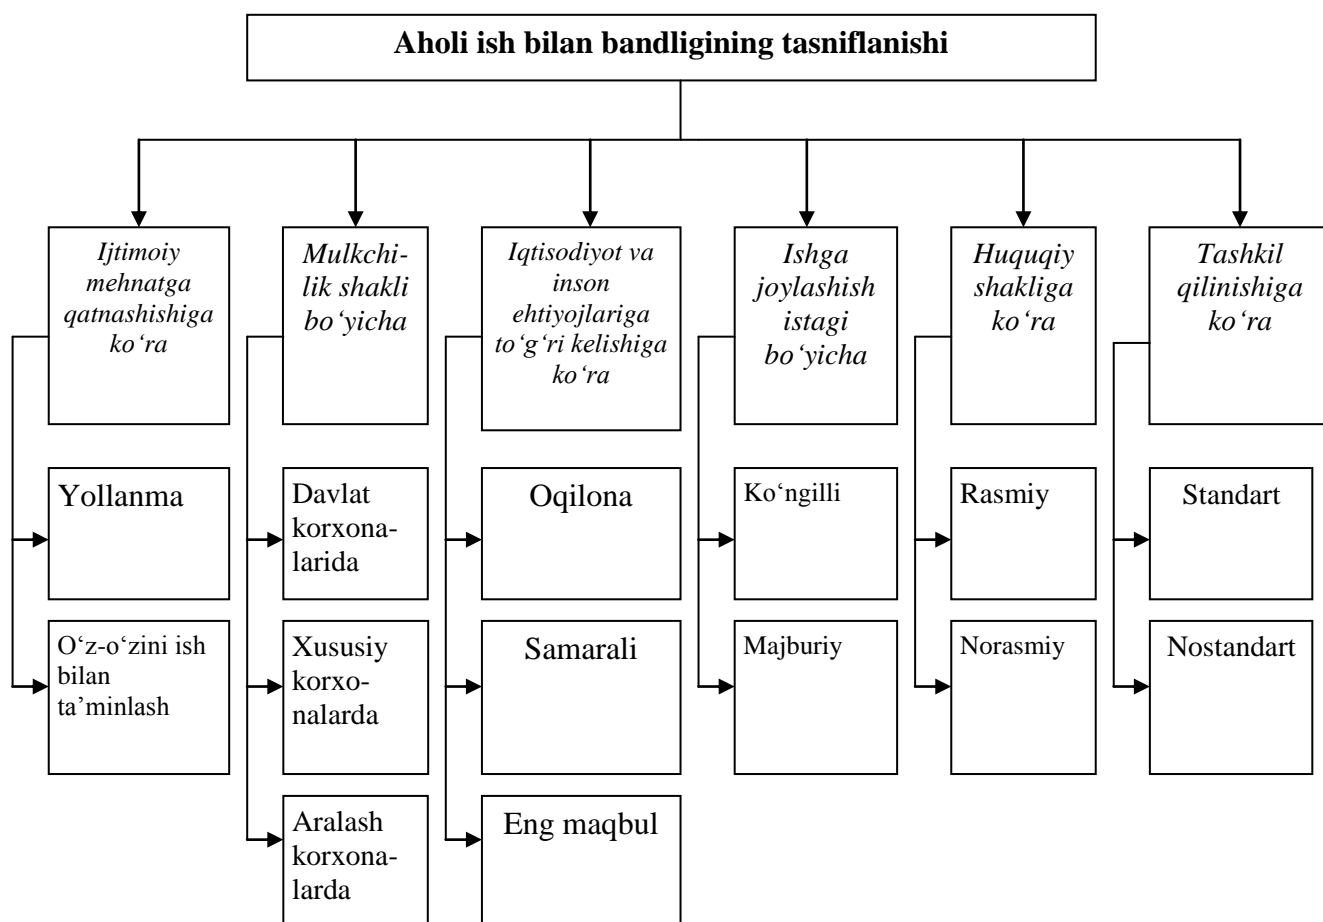 Aholi ish bilan bandligining tasniflanishi
Ijtimoiy
mehnatga
qatnashishiga
ko‘ra
Mulkchi-
lik shakli
bo‘yicha
Iqtisodiyot va
inson
ehtiyojlariga
to‘g‘ri kelishiga
ko‘ra
Ishga
joylashish
istagi
bo‘yicha
Huquqiy
shakliga
ko‘ra
Tashkil
qilinishiga
ko‘ra
Yollanma
Davlat
korxona-
larida
Oqilona
Ko‘ngilli
Rasmiy
Standart
O‘z-o‘zini ish
bilan
ta’minlash
Xususiy
korxo-
nalarda
Samarali
Majburiy
Norasmiy
Nostandart
Aralash
korxona-
larda
Eng maqbul